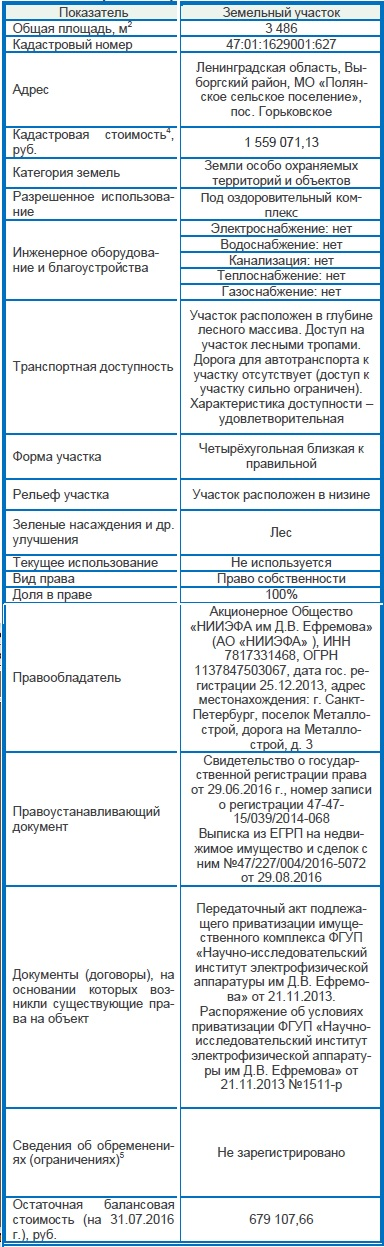 Показатель
Земельный участок
Общая площадь, м²
3 486
Кадастровый номер
47:01:1629001:627
Адрес
Ленинградская область, Вы-
боргский район, МО «Полян-
ское сельское поселение»,
пос. Горьковское
Кадастровая стоимость⁴,
руб.
1 559 071,13
Категория земель
Земли особо охраняемых
территорий и объектов
Разрешенное использова-
ние
Под оздоровительный ком-
плекс
Инженерное оборудова-
ние и благоустройства
Электроснабжение: нет
Водоснабжение: нет
Канализация: нет
Теплоснабжение: нет
Газоснабжение: нет
Транспортная доступность
Участок расположен в глубине
лесного массива. Доступ на
участок лесными тропами.
Дорога для автотранспорта к
участку отсутствует (доступ к
участку сильно ограничен).
Характеристика доступности –
удовлетворительная
Форма участка
Четырёхугольная близкая к
правильной
Рельеф участка
Участок расположен в низине
Зеленые насаждения и др.
улучшения
Лес
Текущее использование
Не используется
Вид права
Право собственности
Доля в праве
100%
Правообладатель
Акционерное Общество
«НИИЭФА им Д.В. Ефремова»
(АО «НИИЭФА» ), ИНН
7817331468, ОГРН
1137847503067, дата гос. ре-
гистрации 25.12.2013, адрес
местонахождения: г. Санкт-
Петербург, поселок Металло-
строй, дорога на Металло-
строй, д. 3
Правоустанавливающий
документ
Свидетельство о государ-
ственной регистрации права
от 29.06.2016 г., номер записи
о регистрации 47-47-
15/039/2014-068
Выписка из ЕГРП на недви-
жимое имущество и сделок с
ним №47/227/004/2016-5072
от 29.08.2016
Документы (договоры), на
основании которых воз-
никли существующие пра-
ва на объект
Передаточный акт подлежа-
щего приватизации имуще-
ственного комплекса ФГУП
«Научно-исследовательский
институт электрофизической
аппаратуры им Д.В. Ефремо-
ва» от 21.11.2013.
Распоряжение об условиях
приватизации ФГУП «Научно-
исследовательский институт
электрофизической аппарату-
ры им Д.В. Ефремова» от
21.11.2013 №1511-р
Сведения об обременени-
ях (ограничениях)⁵
Не зарегистрировано
Остаточная балансовая
стоимость (на 31.07.2016
г.), руб.
679 107,66